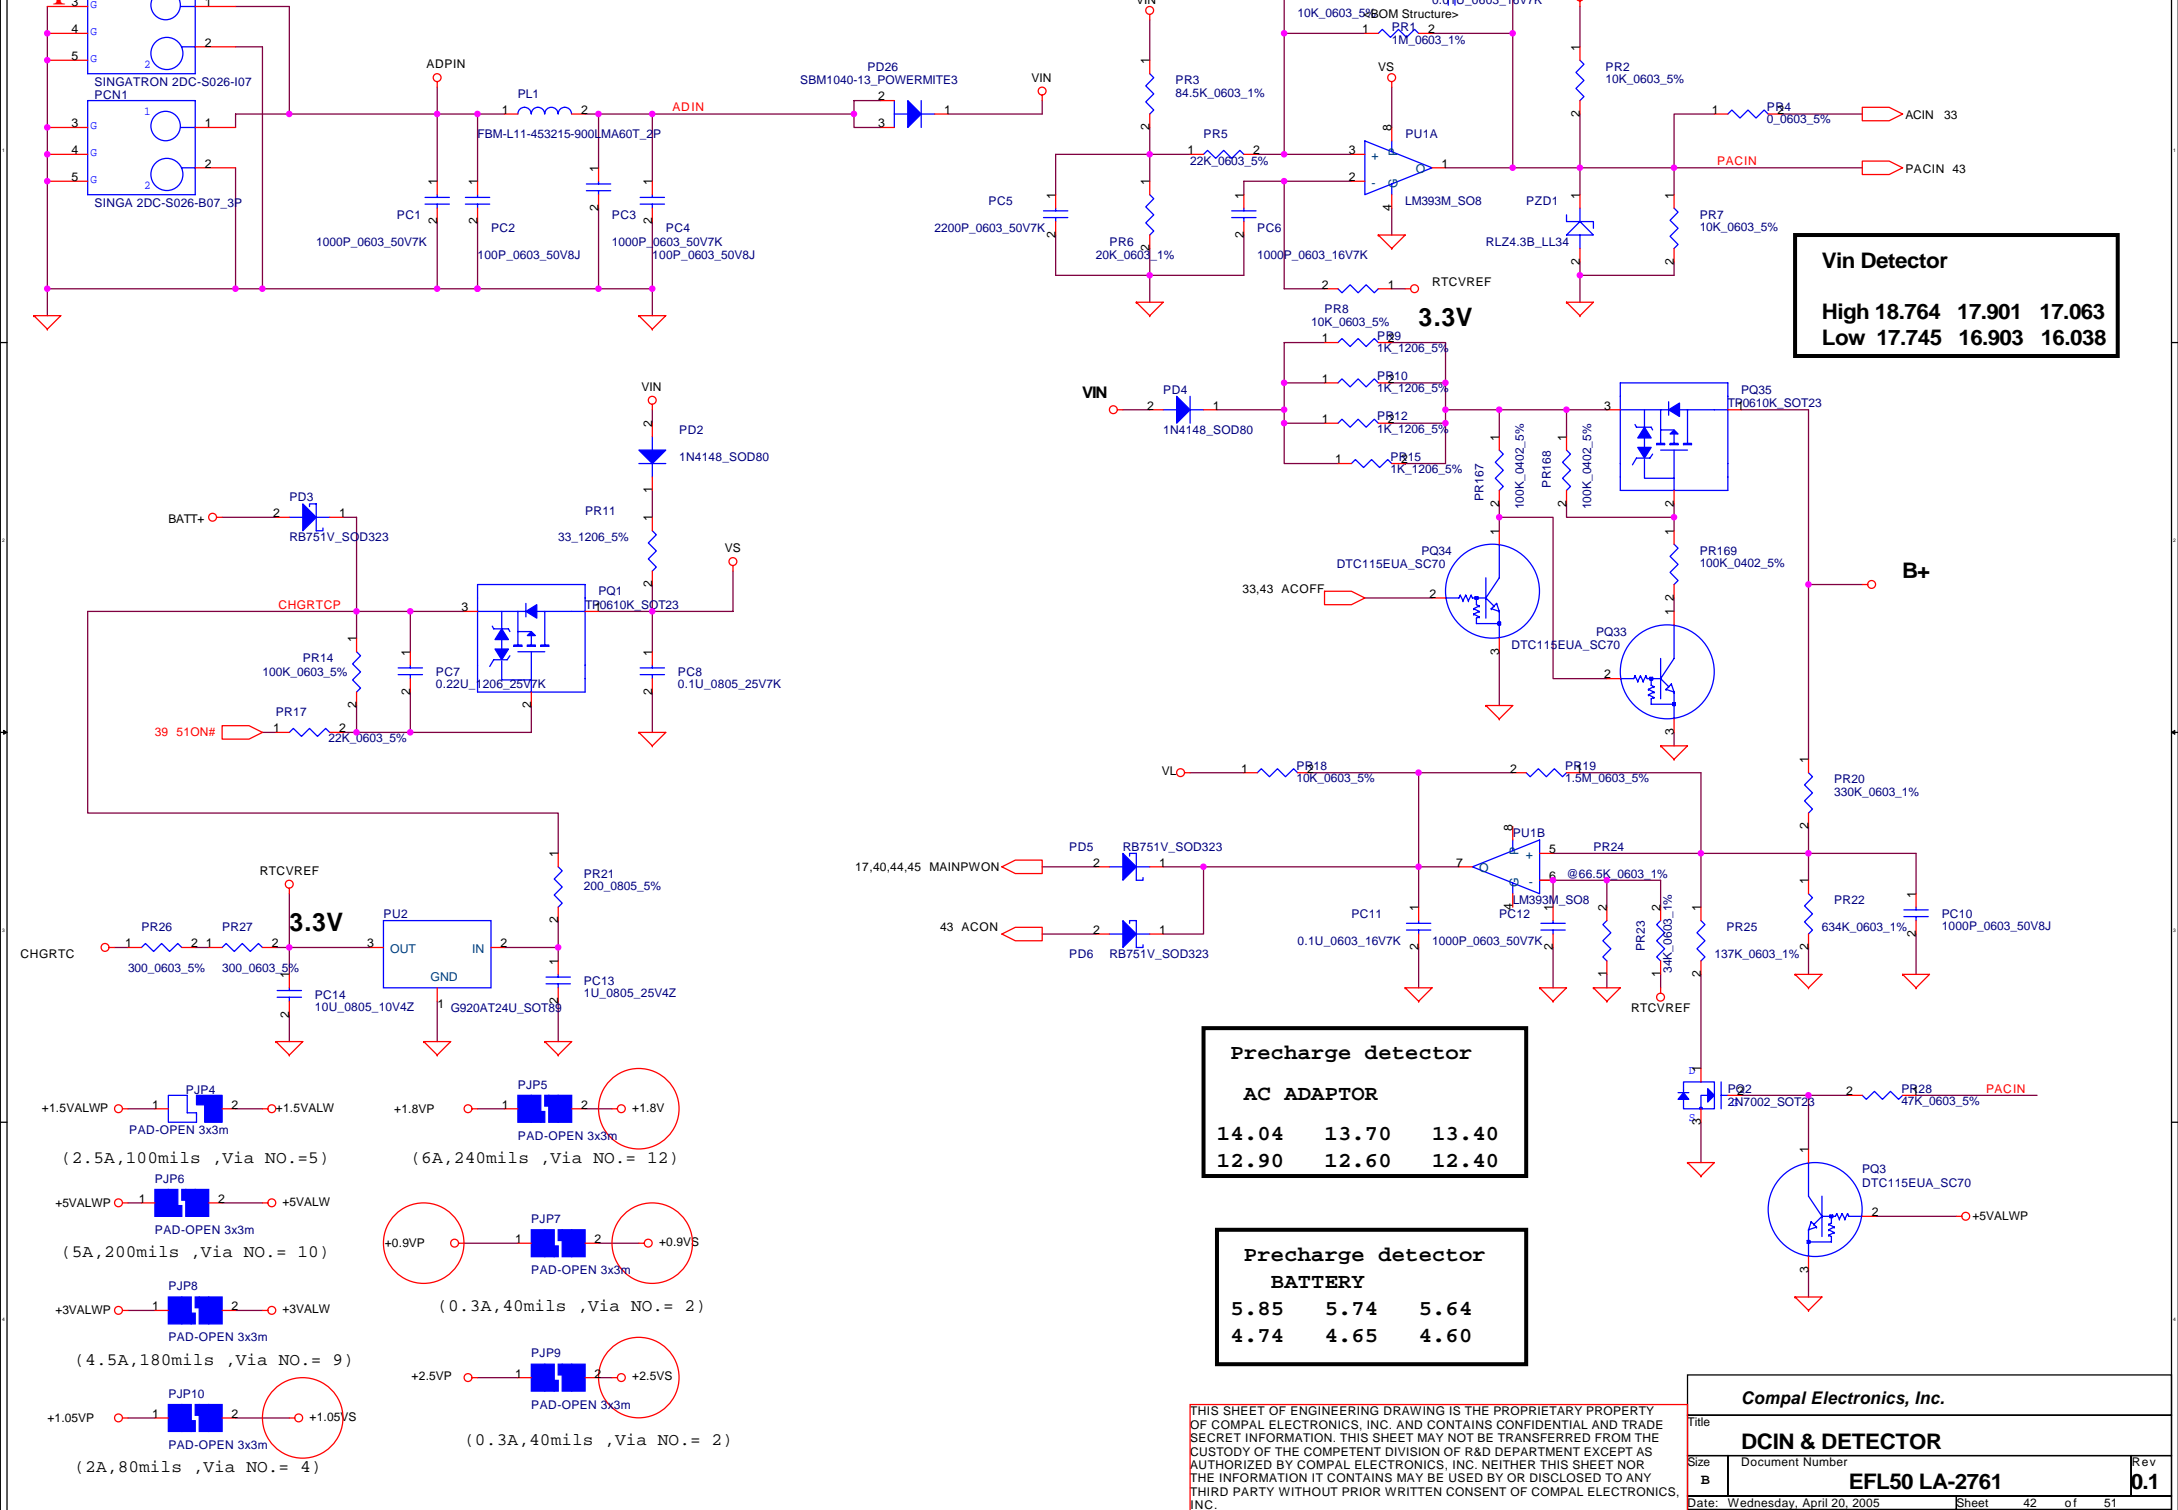 SINGATRON 2DC-S026-I07
PCN1
SINGA 2DC-S026-B07_3P
ADPIN
PL1
FBM-L11-453215-900LMA60T_2P
ADIN
PC1
1000P_0603_50V7K
PC2
100P_0603_50V8J
PC3
1000P_0603_50V7K
PC4
100P_0603_50V8J
PD26
SBM1040-13_POWERMITE3
VIN
VIN
PR3
84.5K_0603_1%
PR5
22K_0603_5%
PC5
2200P_0603_50V7K
PR6
20K_0603_1%
PC6
1000P_0603_16V7K
10K_0603_5%
<BOM Structure>
PR1
1M_0603_1%
VS
PU1A
LM393M_SO8
PR2
10K_0603_5%
PR4
0_0603_5%
ACIN 33
PACIN
PACIN 43
PZD1
RLZ4.3B_LL34
PR7
10K_0603_5%
RTCVREF
PR8
10K_0603_5%
3.3V
Vin Detector
High 18.764 17.901 17.063
Low 17.745 16.903 16.038
VIN
PD4
1N4148_SOD80
PR9
1K_1206_5%
PR10
1K_1206_5%
PR12
1K_1206_5%
PR15
1K_1206_5%
PR167
100K_0402_5%
PR168
100K_0402_5%
PQ35
TP0610K_SOT23
PQ34
DTC115EUA_SC70
33,43 ACOFF
PR169
100K_0402_5%
PQ33
DTC115EUA_SC70
B+
VIN
PD2
1N4148_SOD80
PD3
BATT+
RB751V_SOD323
PR11
33_1206_5%
VS
CHGRTCP
PQ1
TP0610K_SOT23
PR14
100K_0603_5%
PC7
0.22U_1206_25V7K
PC8
0.1U_0805_25V7K
39 51ON#
PR17
22K_0603_5%
VL
PR18
10K_0603_5%
PR19
1.5M_0603_5%
PR20
330K_0603_1%
PU1B
LM393M_SO8
17,40,44,45 MAINPWON
PD5
RB751V_SOD323
43 ACON
PD6
RB751V_SOD323
PR24
@66.5K_0603_1%
PC11
0.1U_0603_16V7K
PC12
1000P_0603_50V7K
PR23
34K_0603_1%
RTCVREF
PR25
137K_0603_1%
PR22
634K_0603_1%
PC10
1000P_0603_50V8J
RTCVREF
3.3V
PR21
200_0805_5%
PU2
OUT
IN
GND
G920AT24U_SOT89
CHGRTC
PR26
300_0603_5%
PR27
300_0603_5%
PC14
10U_0805_10V4Z
PC13
1U_0805_25V4Z
Precharge detector
AC ADAPTOR
14.04 13.70 13.40
12.90 12.60 12.40
Precharge detector
BATTERY
5.85 5.74 5.64
4.74 4.65 4.60
PQ2
2N7002_SOT23
PR28
47K_0603_5%
PACIN
PQ3
DTC115EUA_SC70
+5VALWP
PJP4
+1.5VALWP
+1.5VALW
PAD-OPEN 3x3m
(2.5A,100mils ,Via NO.=5)
PJP5
+1.8VP
+1.8V
PAD-OPEN 3x3m
(6A,240mils ,Via NO.= 12)
PJP6
+5VALWP
+5VALW
PAD-OPEN 3x3m
(5A,200mils ,Via NO.= 10)
PJP7
+0.9VP
+0.9VS
PAD-OPEN 3x3m
(0.3A,40mils ,Via NO.= 2)
PJP8
+3VALWP
+3VALW
PAD-OPEN 3x3m
(4.5A,180mils ,Via NO.= 9)
PJP9
+2.5VP
+2.5VS
PAD-OPEN 3x3m
(0.3A,40mils ,Via NO.= 2)
PJP10
+1.05VP
+1.05VS
PAD-OPEN 3x3m
(2A,80mils ,Via NO.= 4)
THIS SHEET OF ENGINEERING DRAWING IS THE PROPRIETARY PROPERTY
OF COMPAL ELECTRONICS, INC. AND CONTAINS CONFIDENTIAL AND TRADE
SECRET INFORMATION. THIS SHEET MAY NOT BE TRANSFERRED FROM THE
CUSTODY OF THE COMPETENT DIVISION OF R&D DEPARTMENT EXCEPT AS
AUTHORIZED BY COMPAL ELECTRONICS, INC. NEITHER THIS SHEET NOR
THE INFORMATION IT CONTAINS MAY BE USED BY OR DISCLOSED TO ANY
THIRD PARTY WITHOUT PRIOR WRITTEN CONSENT OF COMPAL ELECTRONICS,
INC.
Compal Electronics, Inc.
Title
DCIN & DETECTOR
Size
B
Document Number
EFL50 LA-2761
Rev
0.1
Date: Wednesday, April 20, 2005
Sheet 42 of 51